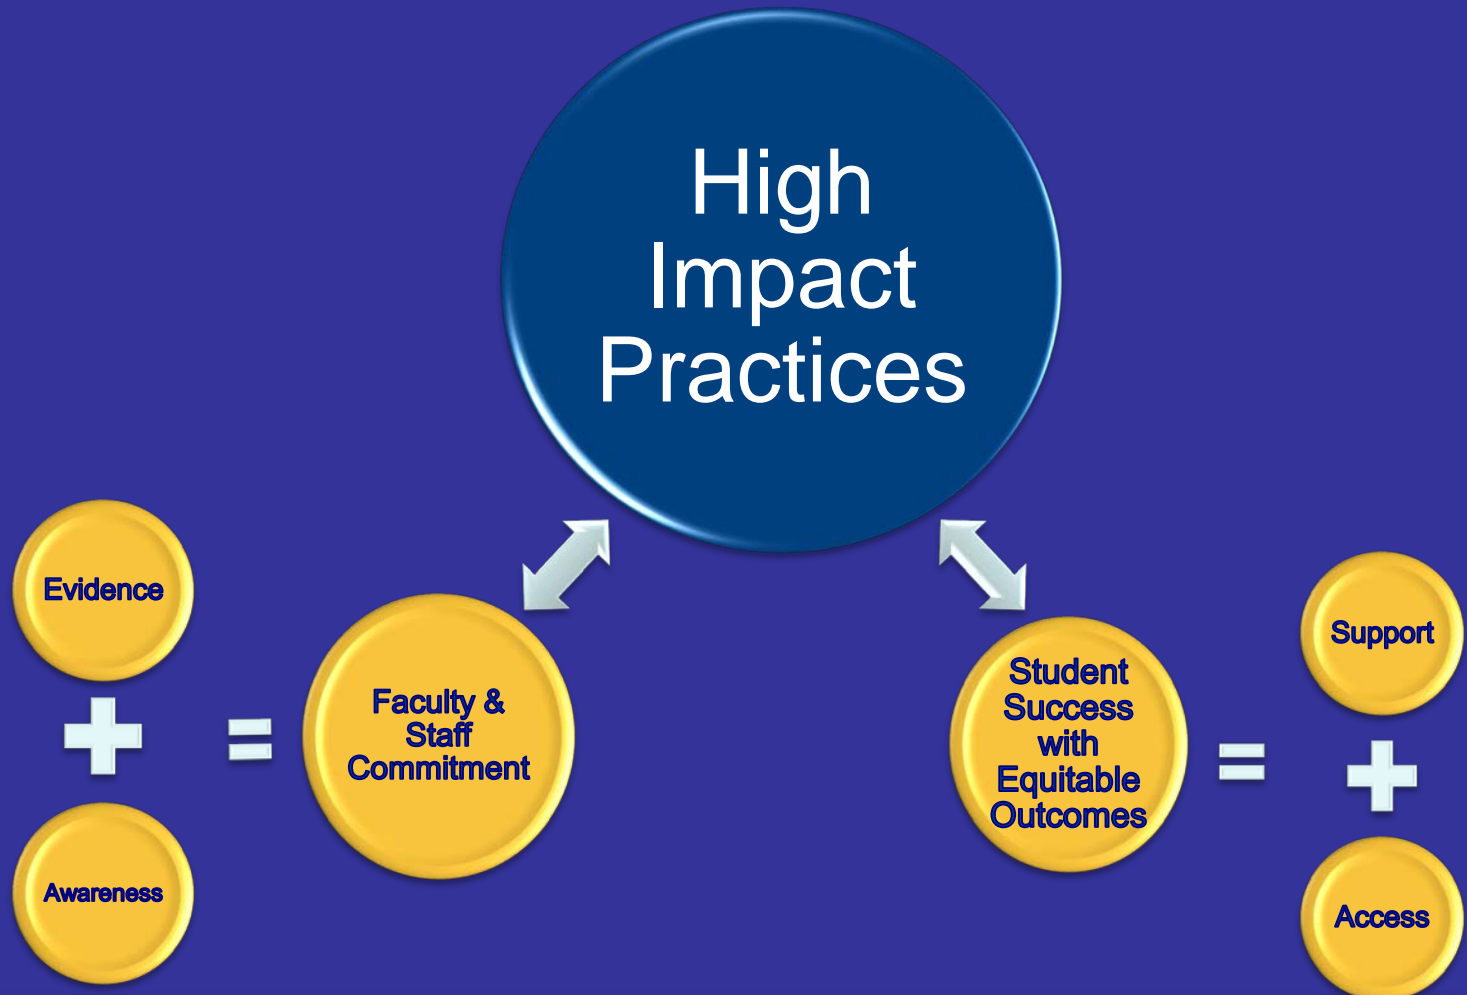 High
Impact
Practices
Evidence
+
Awareness
=
Faculty &
Staff
Commitment
Student
Success
with
Equitable
Outcomes
=
Support
+
Access